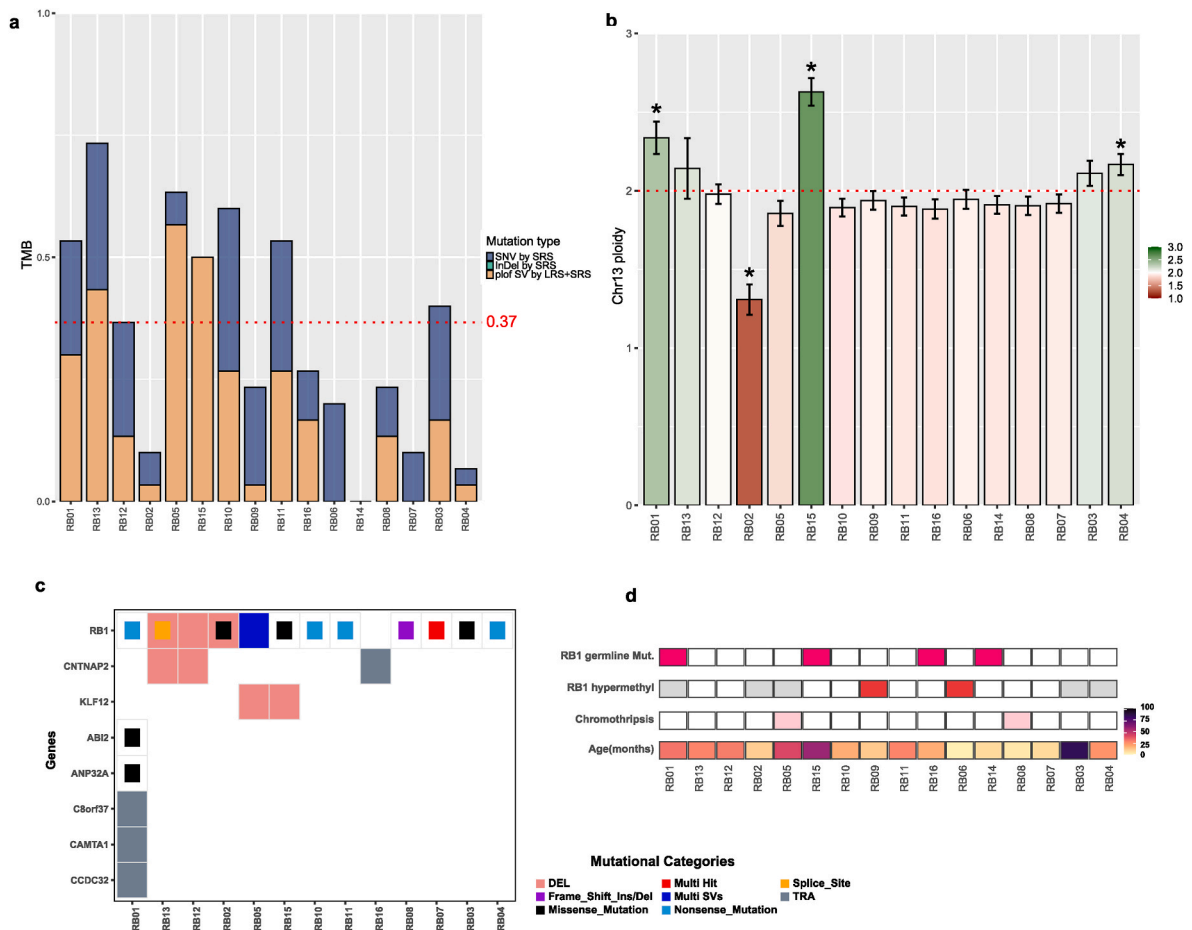 a
TMB
1.0
0.5
0.0
RB01 RB13 RB12 RB02 RB05 RB15 RB10 RB09 RB11 RB16 RB06 RB14 RB08 RB07 RB03 RB04
0.37
Mutation type
SNV by SRS
InDel by SRS
plof SV by LRS+SRS
b
Chr13 ploidy
3
2
1
0
* * * *
RB01 RB13 RB12 RB02 RB05 RB15 RB10 RB09 RB11 RB16 RB06 RB14 RB08 RB07 RB03 RB04
3.0
2.5
2.0
1.5
1.0
c
Genes
RB1
CNTNAP2
KLF12
ABI2
ANP32A
C8orf37
CAMTA1
CCDC32
RB01 RB13 RB12 RB02 RB05 RB15 RB10 RB11 RB16 RB08 RB07 RB03 RB04
d
RB1 germline Mut.
RB1 hypermethyl
Chromothripsis
Age(months)
RB01 RB13 RB12 RB02 RB05 RB15 RB10 RB09 RB11 RB16 RB06 RB14 RB08 RB07 RB03 RB04
100
75
50
25
0
Mutational Categories
DEL Multi Hit Splice_Site
Frame_Shift_Ins/Del Multi SVs TRA
Missense_Mutation Nonsense_Mutation